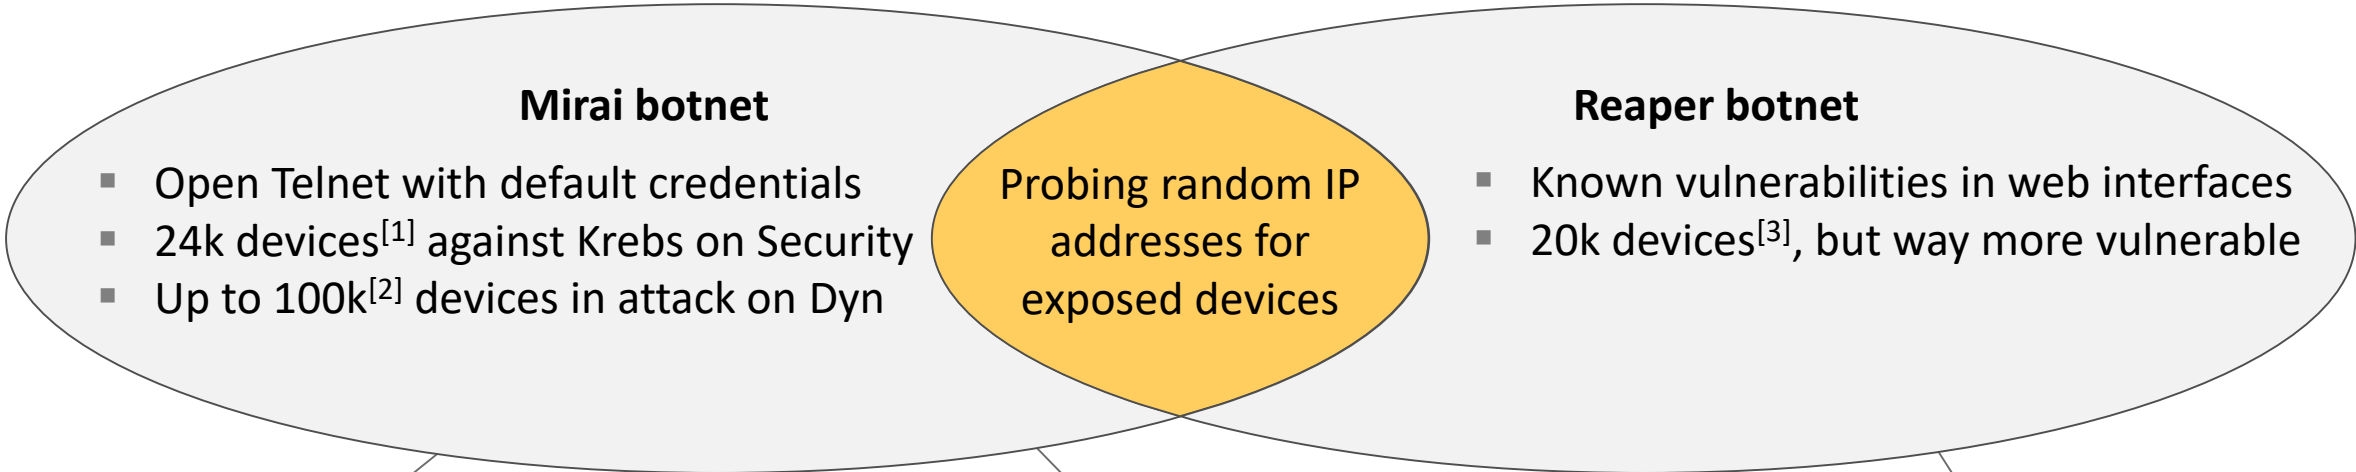 Mirai botnet
▪ Open Telnet with default credentials
▪ 24k devices[1] against Krebs on Security
▪ Up to 100k[2] devices in attack on Dyn
Probing random IP
addresses for
exposed devices
Reaper botnet
▪ Known vulnerabilities in web interfaces
▪ 20k devices[3], but way more vulnerable